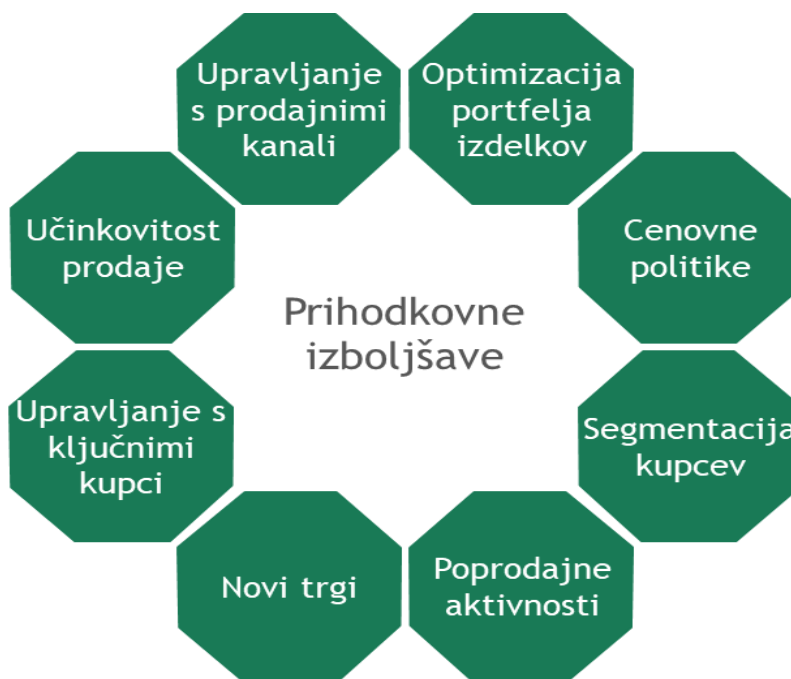 Upravljanje
s prodajnimi
kanali
Optimizacija
portfelja
izdelkov
Učinkovitost
prodaje
Cenovne
politike
Prihodkovne
izboljšave
Upravljanje s
ključnimi
kupci
Segmentacija
kupcev
Novi trgi
Poprodajne
aktivnosti